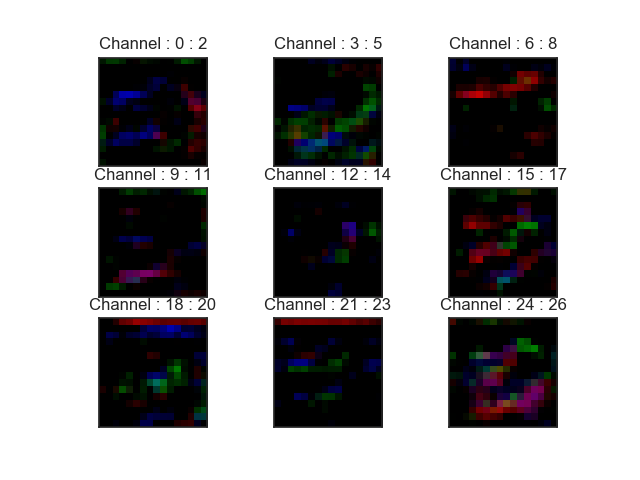 Channel : 0 : 2
Channel : 3 : 5
Channel : 6 : 8
Channel : 9 : 11
Channel : 12 : 14
Channel : 15 : 17
Channel : 18 : 20
Channel : 21 : 23
Channel : 24 : 26